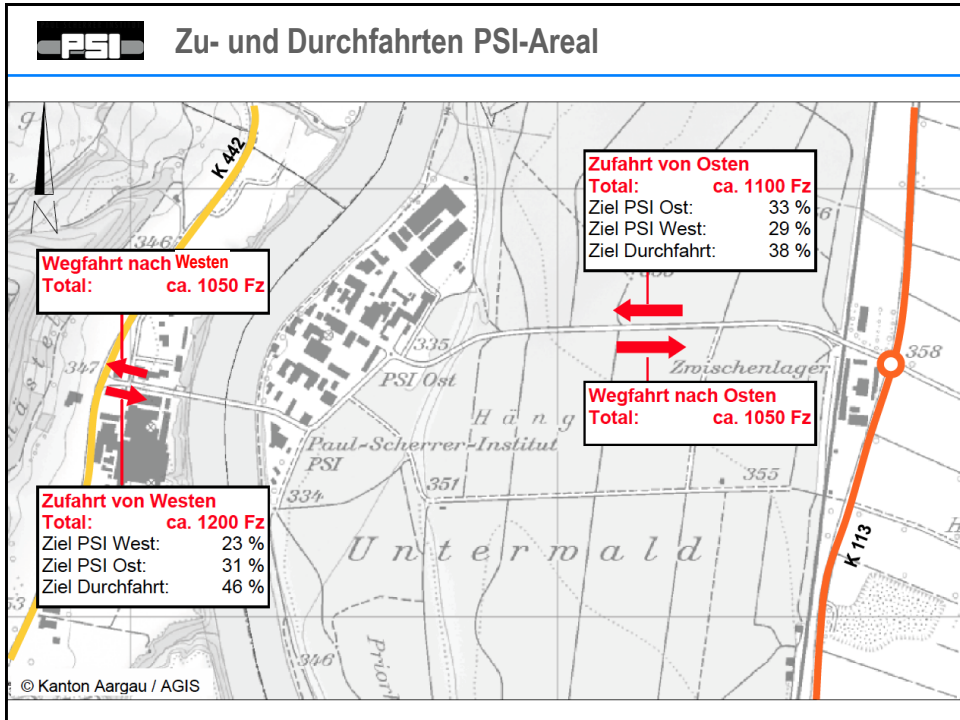 PSI
Zu- und Durchfahrten PSI-Areal
K 442
Zufahrt von Osten
Total: ca. 1100 Fz
Ziel PSI Ost: 33 %
Ziel PSI West: 29 %
Ziel Durchfahrt: 38 %
346
Wegfahrt nach Westen
Total: ca. 1050 Fz
347
335
PSI Ost
Zwischenlager
358
Wegfahrt nach Osten
Total: ca. 1050 Fz
Häng
Paul-Scherrer-Institut
PSI
334
351
355
Zufahrt von Westen
Total: ca. 1200 Fz
Ziel PSI West: 23 %
Ziel PSI Ost: 31 %
Ziel Durchfahrt: 46 %
Unterwald
K 113
346
© Kanton Aargau / AGIS